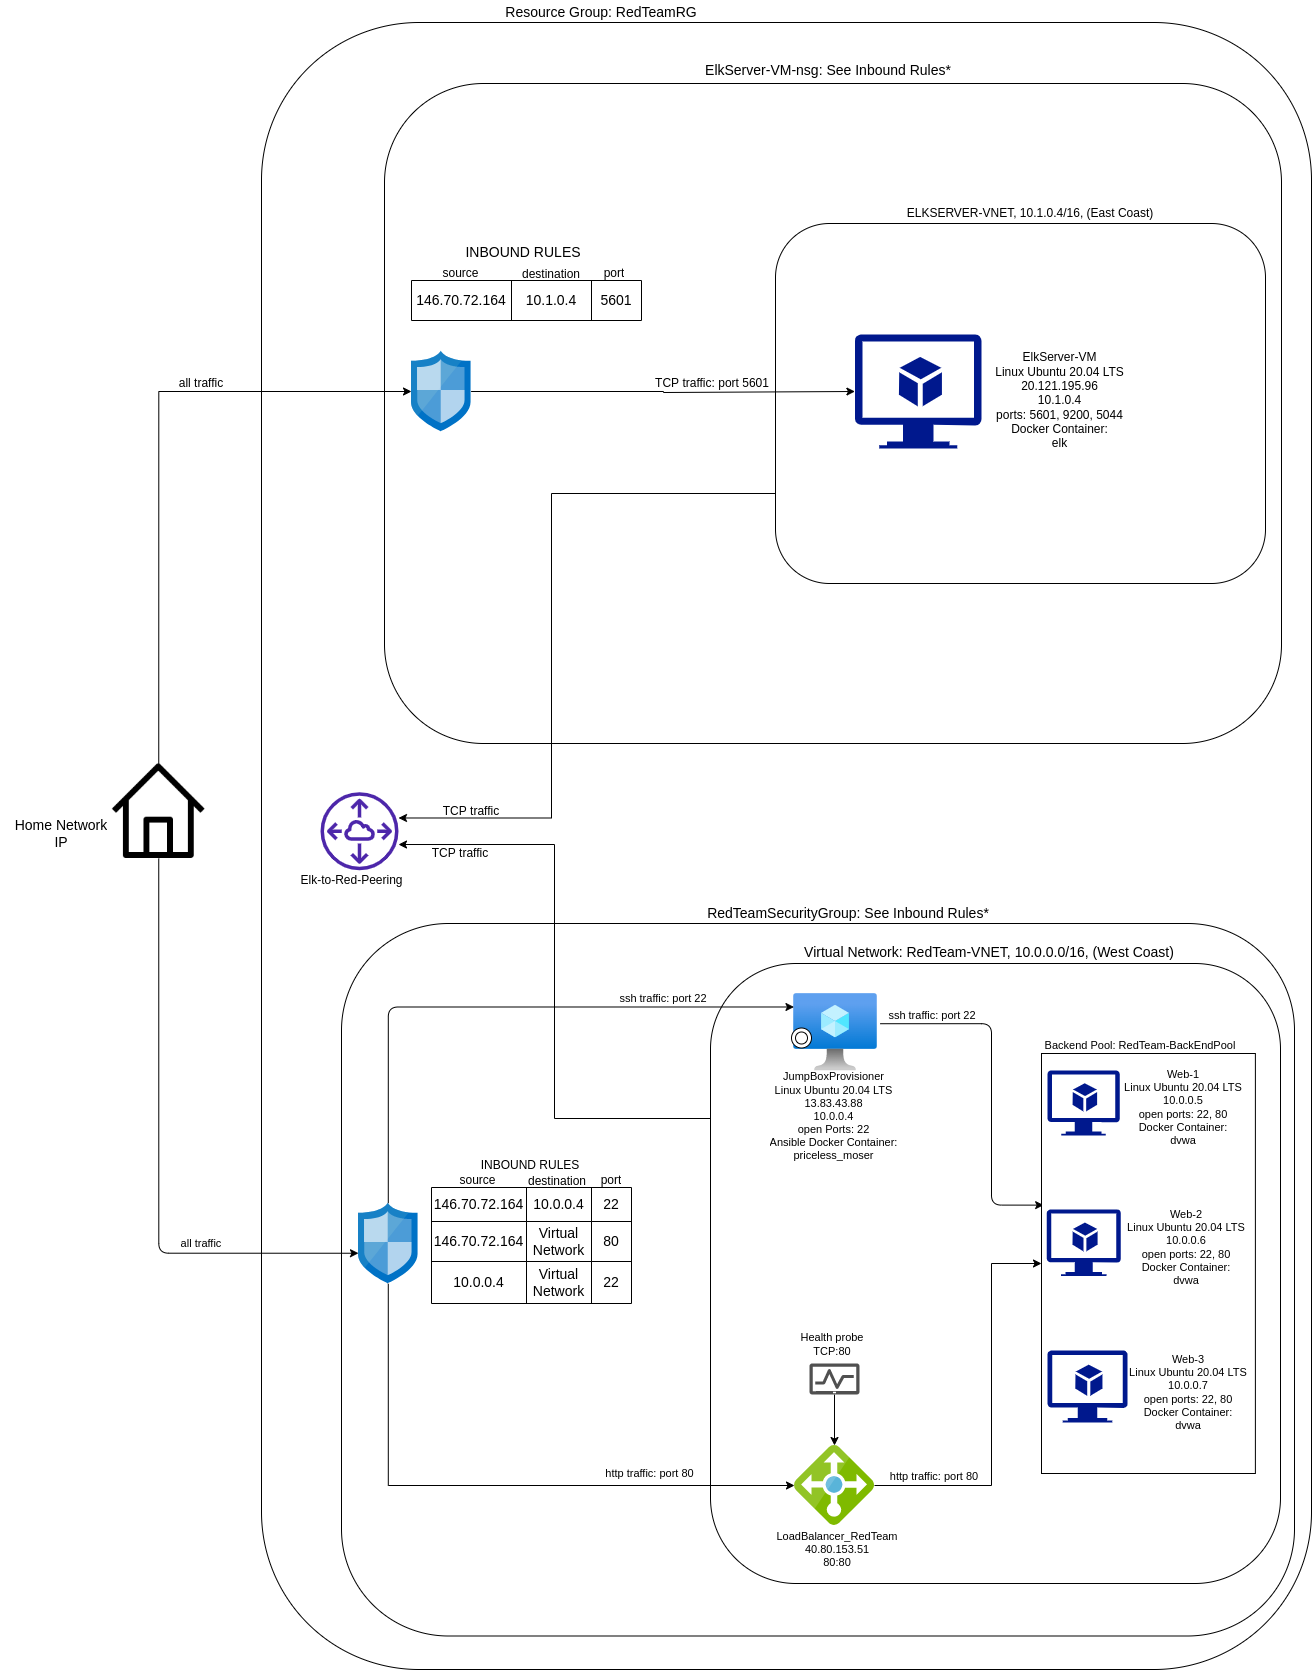 Resource Group: RedTeamRG
ElkServer-VM-nsg: See Inbound Rules*
ELKSERVER-VNET, 10.1.0.4/16, (East Coast)
INBOUND RULES
source destination port
146.70.72.164 10.1.0.4 5601
all traffic
TCP traffic: port 5601
ElkServer-VM
Linux Ubuntu 20.04 LTS
20.121.195.96
10.1.0.4
ports: 5601, 9200, 5044
Docker Container:
elk
Home Network
IP
TCP traffic
TCP traffic
Elk-to-Red-Peering
RedTeamSecurityGroup: See Inbound Rules*
Virtual Network: RedTeam-VNET, 10.0.0.0/16, (West Coast)
ssh traffic: port 22
ssh traffic: port 22
JumpBoxProvisioner
Linux Ubuntu 20.04 LTS
13.83.43.88
10.0.0.4
open Ports: 22
Ansible Docker Container:
priceless_moser
Backend Pool: RedTeam-BackEndPool
Web-1
Linux Ubuntu 20.04 LTS
10.0.0.5
open ports: 22, 80
Docker Container:
dvwa
INBOUND RULES
source destination port
146.70.72.164 10.0.0.4 22
146.70.72.164 Virtual Network 80
10.0.0.4 Virtual Network 22
all traffic
Web-2
Linux Ubuntu 20.04 LTS
10.0.0.6
open ports: 22, 80
Docker Container:
dvwa
Health probe
TCP:80
Web-3
Linux Ubuntu 20.04 LTS
10.0.0.7
open ports: 22, 80
Docker Container:
dvwa
http traffic: port 80
http traffic: port 80
LoadBalancer_RedTeam
40.80.153.51
80:80